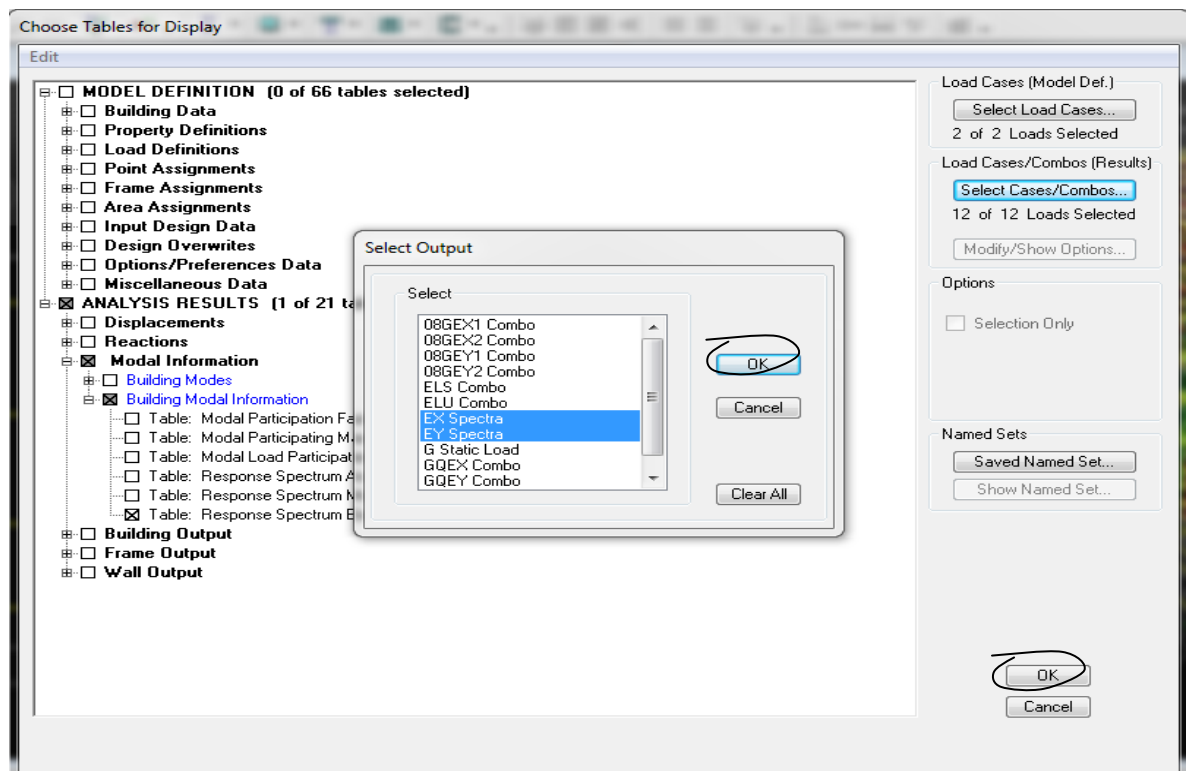 Choose Tables for Display
Edit
MODEL DEFINITION (0 of 66 tables selected)
Building Data
Property Definitions
Load Definitions
Point Assignments
Frame Assignments
Area Assignments
Input Design Data
Design Overwrites
Options/Preferences Data
Miscellaneous Data
ANALYSIS RESULTS (1 of 21 ta
Displacements
Reactions
Modal Information
Building Modes
Building Modal Information
Table: Modal Participation Fa
Table: Modal Participating M
Table: Modal Load Participat
Table: Response Spectrum A
Table: Response Spectrum M
Table: Response Spectrum B
Building Output
Frame Output
Wall Output
Select Output
Select
08GEX1 Combo
08GEX2 Combo
08GEY1 Combo
08GEY2 Combo
ELS Combo
ELU Combo
EX Spectra
EY Spectra
G Static Load
GQEX Combo
GQEY Combo
OK
Cancel
Clear All
Load Cases (Model Def.)
Select Load Cases...
2 of 2 Loads Selected
Load Cases/Combos (Results)
Select Cases/Combos...
12 of 12 Loads Selected
Modify/Show Options...
Options
Selection Only
Named Sets
Saved Named Set...
Show Named Set...
OK
Cancel